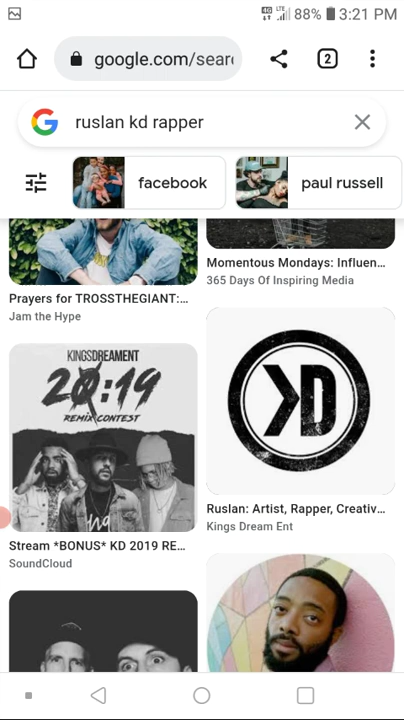 4G LTE 88% 3:21 PM
google.com/sear
2
ruslan kd rapper
facebook
paul russell
Prayers for TROSSTHEGIANT:...
Jam the Hype
Momentous Mondays: Influen...
365 Days Of Inspiring Media
KINGSDREAMENT
20:19
REMIX CONTEST
Stream *BONUS* KD 2019 RE...
SoundCloud
KD
Ruslan: Artist, Rapper, Creativ...
Kings Dream Ent